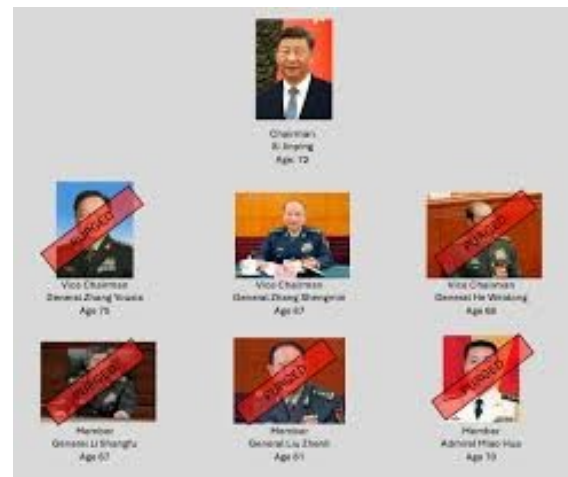 Chairman
Xi Jinping
Age: 72
PURGED
Vice Chairman
General Zhang Youxia
Age 75
Vice Chairman
General Zhang Shengmin
Age 67
PURGED
Vice Chairman
General He Weidong
Age 68
PURGED
Member
General Li Shangfu
Age 67
PURGED
Member
General Liu Zhenli
Age 61
PURGED
Member
Admiral Miao Hua
Age 70